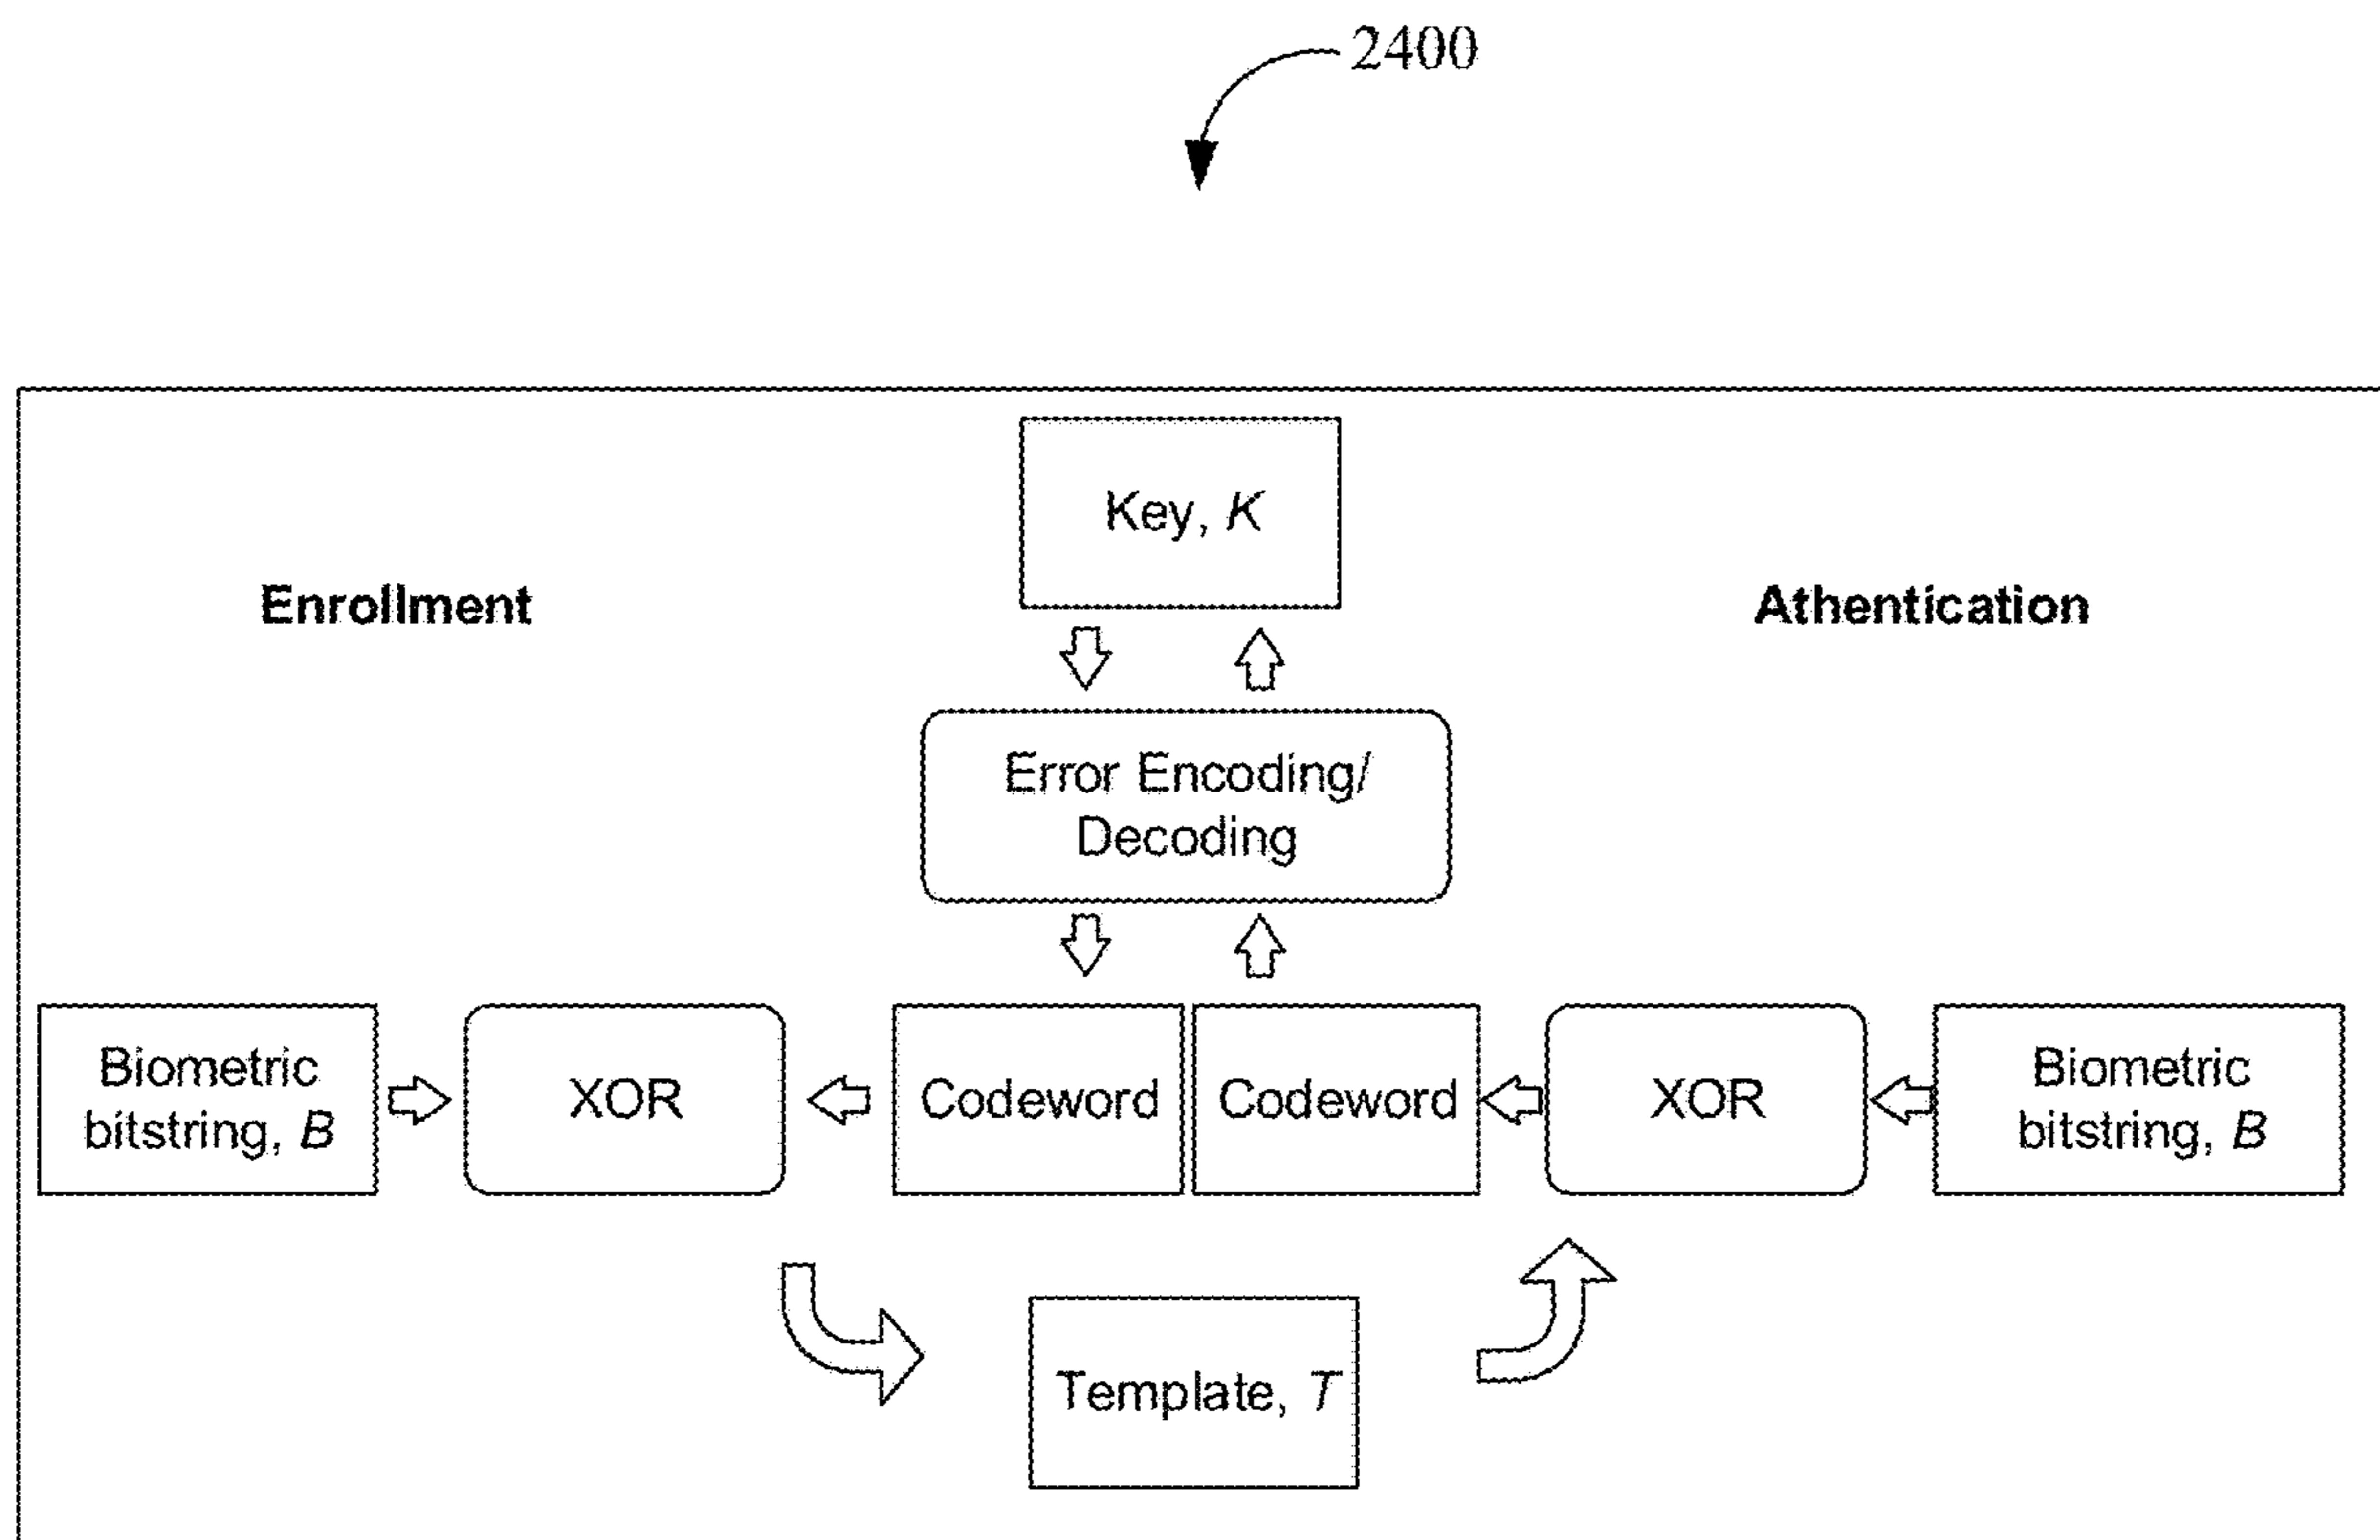 2400
Key, K
Enrollment
Athentication
Error Encoding/
Decoding
Biometric
bitstring, B
XOR
Codeword
Codeword
XOR
Biometric
bitstring, B
Template, T